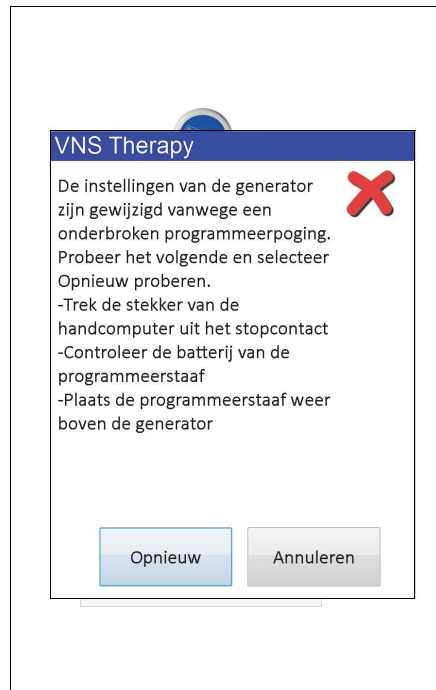 VNS Therapy
De instellingen van de generator
zijn gewijzigd vanwege een
onderbroken programmeerpoging.
Probeer het volgende en selecteer
Opnieuw proberen.
-Trek de stekker van de
handcomputer uit het stopcontact
-Controleer de batterij van de
programmeerstaaf
-Plaats de programmeerstaaf weer
boven de generator
Opnieuw
Annuleren